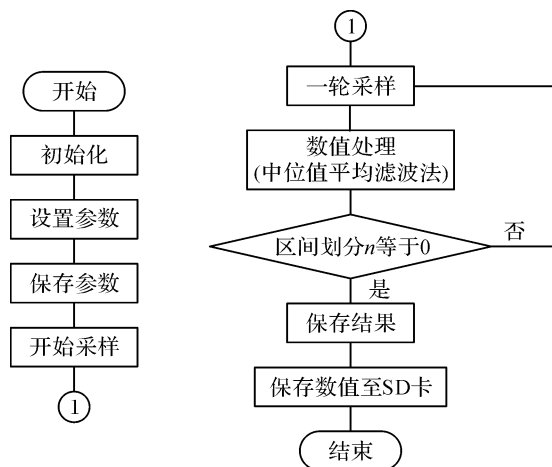 开始
初始化
设置参数
保存参数
开始采样
1
1
一轮采样
数值处理
(中位值平均滤波法)
区间划分n等于0
否
是
保存结果
保存数值至SD卡
结束